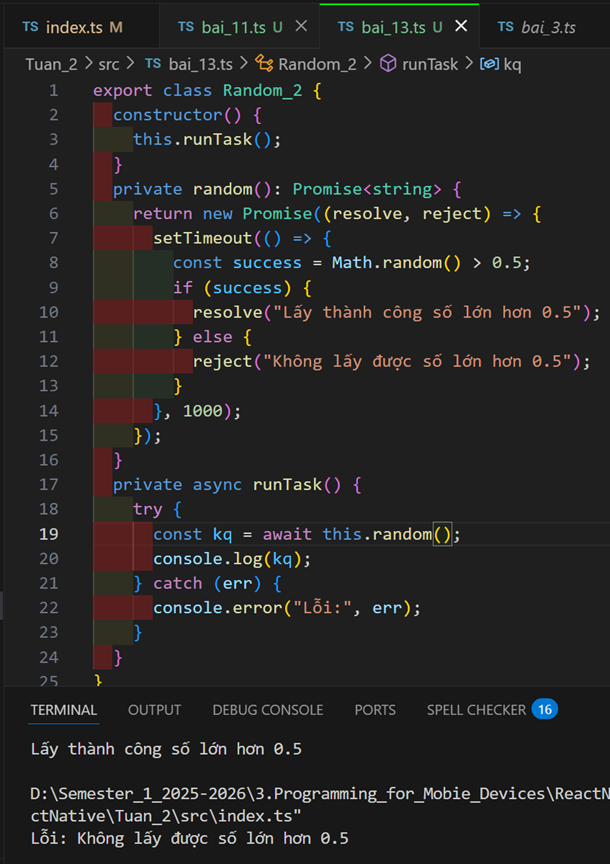 TS index.ts M TS bai_11.ts U × TS bai_13.ts U × TS bai_3.ts
Tuan_2 > src > TS bai_13.ts > Random_2 > runTask > kq
1 export class Random_2 {
2 constructor() {
3 this.runTask();
4 }
5 private random(): Promise<string> {
6 return new Promise((resolve, reject) => {
7 setTimeout(() => {
8 const success = Math.random() > 0.5;
9 if (success) {
10 resolve("Lấy thành công số lớn hơn 0.5");
11 } else {
12 reject("Không lấy được số lớn hơn 0.5");
13 }
14 }, 1000);
15 });
16 }
17 private async runTask() {
18 try {
19 const kq = await this.random();
20 console.log(kq);
21 } catch (err) {
22 console.error("Lỗi:", err);
23 }
24 }
25 }
TERMINAL OUTPUT DEBUG CONSOLE PORTS SPELL CHECKER 16
Lấy thành công số lớn hơn 0.5
D:\Semester_1_2025-2026\3.Programming_for_Mobie_Devices\ReactN
ctNative\Tuan_2\src\index.ts"
Lỗi: Không lấy được số lớn hơn 0.5